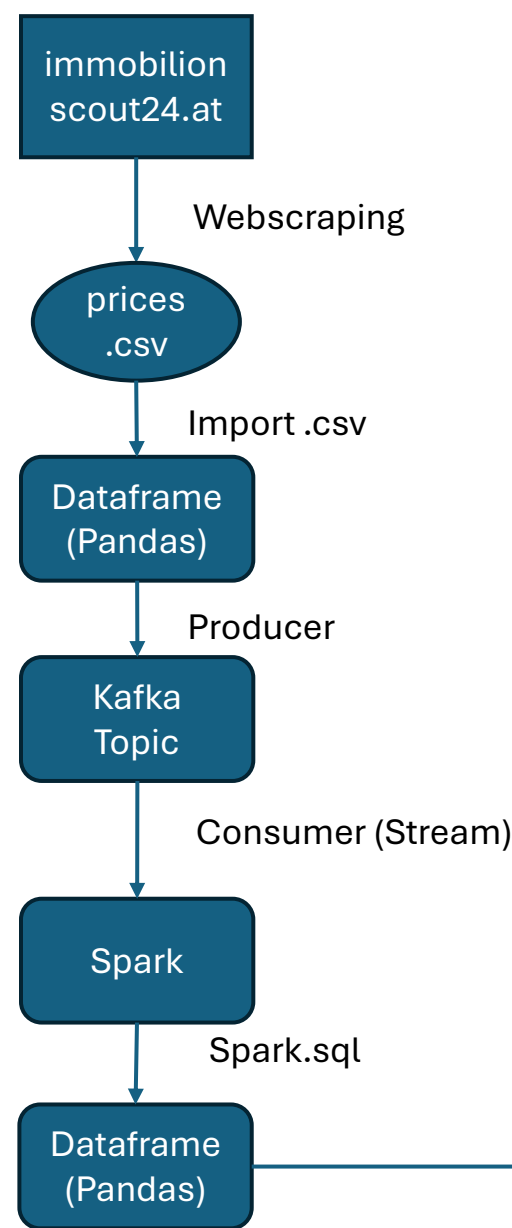 immobilion
scout24.at
Webscraping
prices
.csv
Import .csv
Dataframe
(Pandas)
Producer
Kafka
Topic
Consumer (Stream)
Spark
Spark.sql
Dataframe
(Pandas)